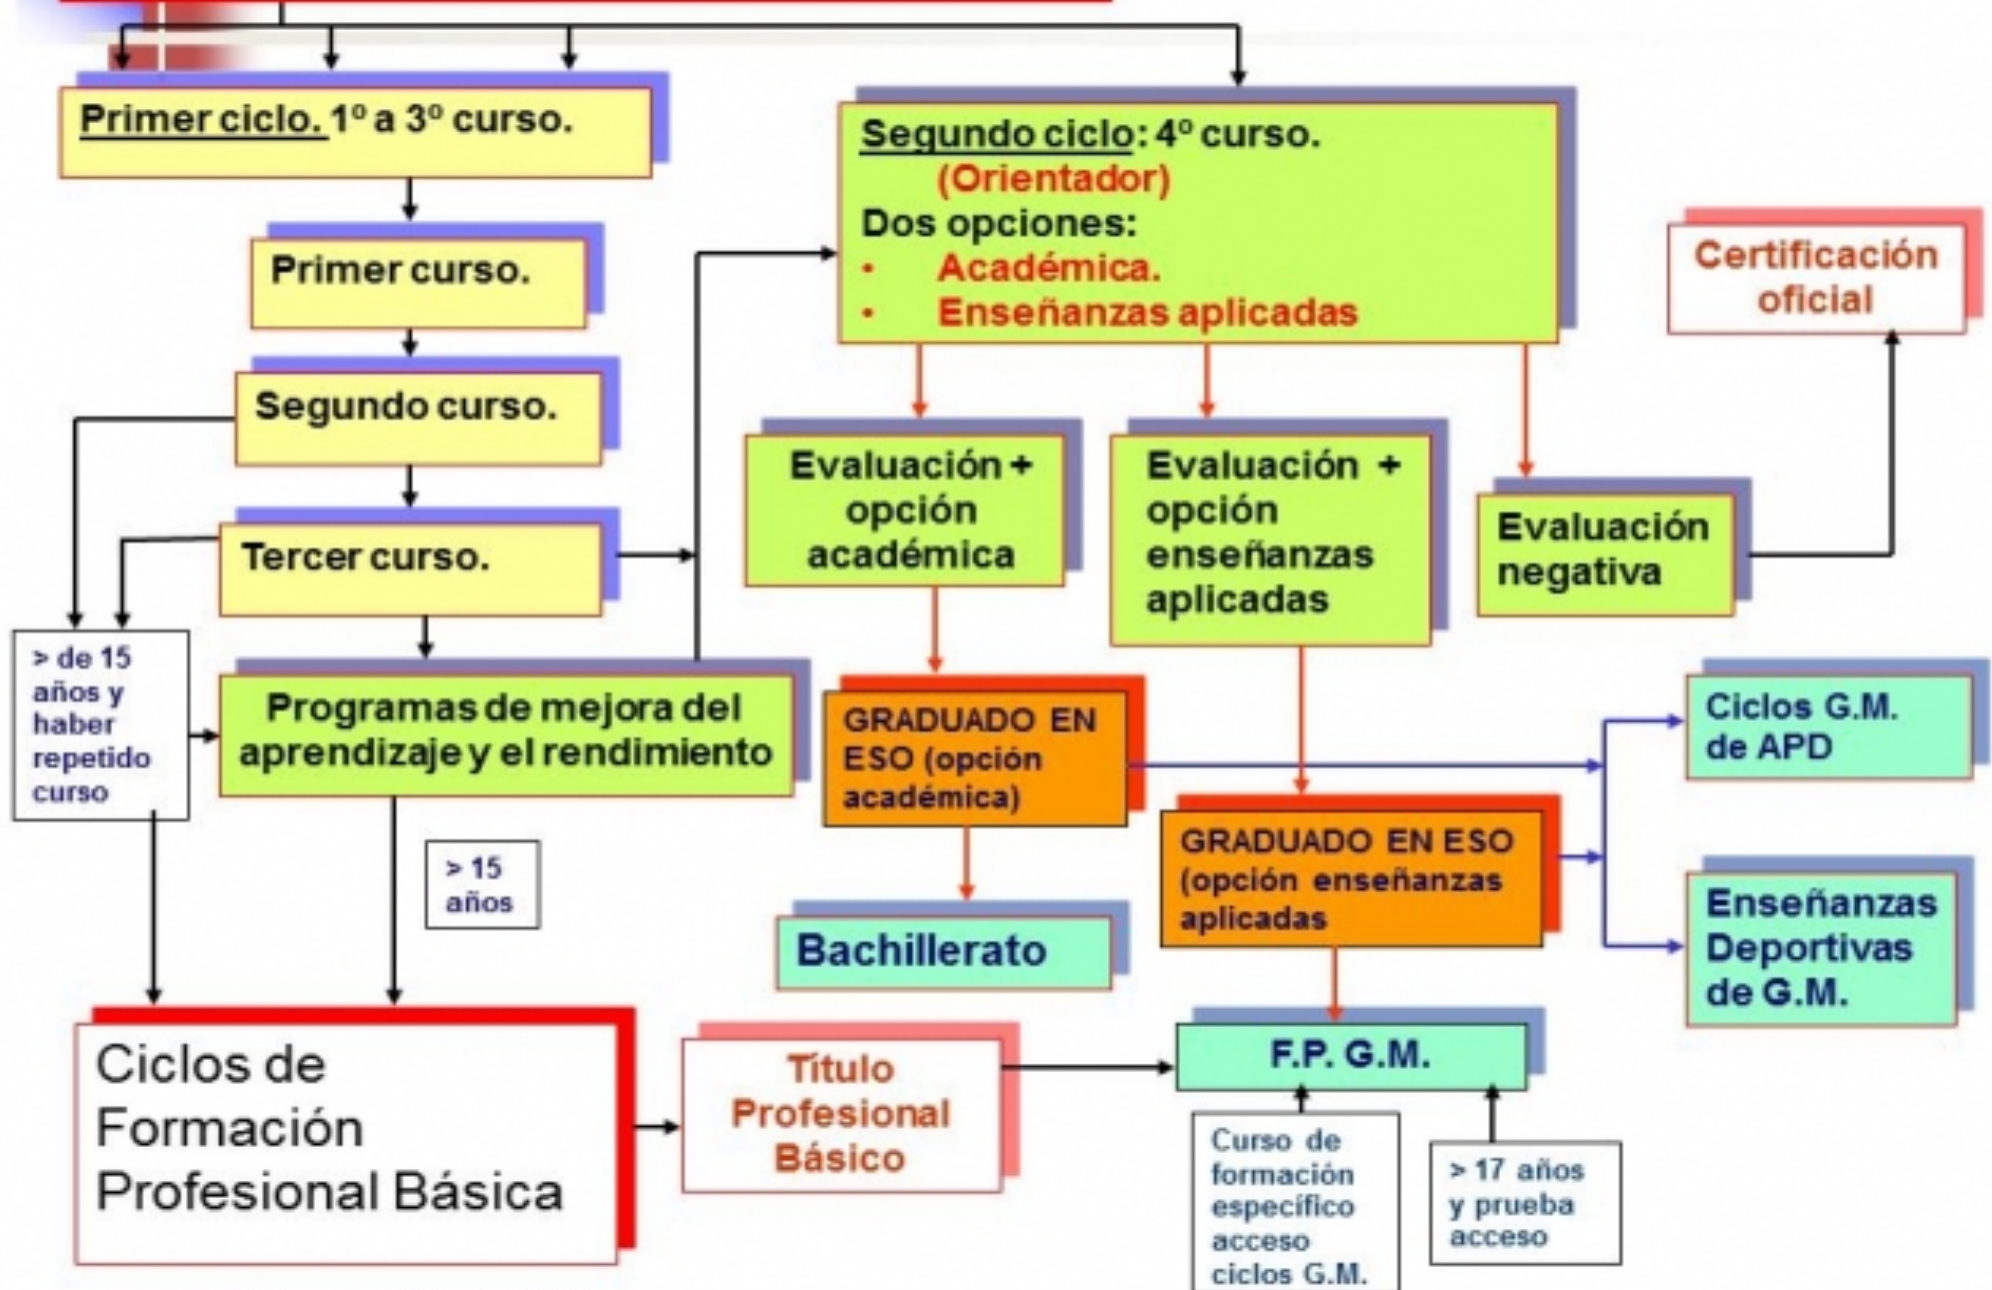 Primer ciclo. 1º a 3º curso.
Primer curso.
Segundo curso.
Tercer curso.
> de 15
años y
haber
repetido
curso
Programas de mejora del
aprendizaje y el rendimiento
> 15
años
Ciclos de
Formación
Profesional Básica
Título
Profesional
Básico
Segundo ciclo: 4º curso.
(Orientador)
Dos opciones:
• Académica.
• Enseñanzas aplicadas
Evaluación +
opción
académica
Evaluación +
opción
enseñanzas
aplicadas
Evaluación
negativa
Certificación
oficial
GRADUADO EN
ESO (opción
académica)
Bachillerato
GRADUADO EN ESO
(opción enseñanzas
aplicadas
Ciclos G.M.
de APD
Enseñanzas
Deportivas
de G.M.
F.P. G.M.
Curso de
formación
específico
acceso
ciclos G.M.
> 17 años
y prueba
acceso